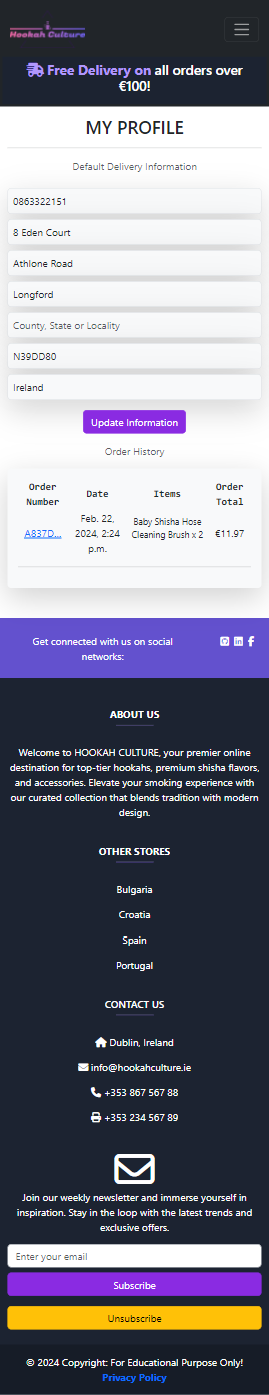 Hookah Culture
Free Delivery on all orders over
€100!
MY PROFILE
Default Delivery Information
0863322151
8 Eden Court
Athlone Road
Longford
County, State or Locality
N39DD80
Ireland
Update Information
Order History
Order Number Date Items Order Total
A837D... Feb. 22, 2024, 2:24 p.m. Baby Shisha Hose Cleaning Brush x 2 €11.97
Get connected with us on social
networks:
ABOUT US
Welcome to HOOKAH CULTURE, your premier online
destination for top-tier hookahs, premium shisha flavors,
and accessories. Elevate your smoking experience with
our curated collection that blends tradition with modern
design.
OTHER STORES
Bulgaria
Croatia
Spain
Portugal
CONTACT US
Dublin, Ireland
info@hookahculture.ie
+353 867 567 88
+353 234 567 89
Join our weekly newsletter and immerse yourself in
inspiration. Stay in the loop with the latest trends and
exclusive offers.
Enter your email
Subscribe
Unsubscribe
© 2024 Copyright: For Educational Purpose Only!
Privacy Policy